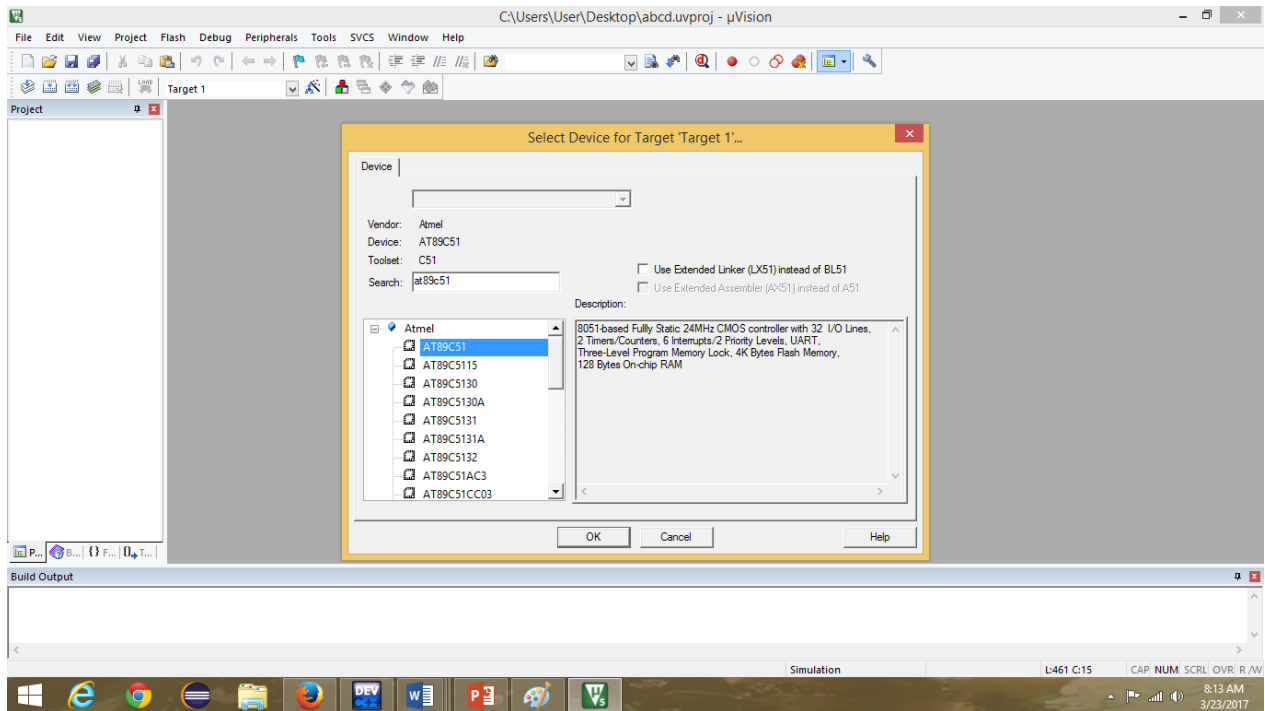 C:\Users\User\Desktop\abcd.uvproj - µVision
File Edit View Project Flash Debug Peripherals Tools SVCS Window Help
LOAD
Target 1
Project
Select Device for Target 'Target 1'...
Device
Vendor: Atmel
Device: AT89C51
Toolset: C51
Search: at89c51
Use Extended Linker (LX51) instead of BL51
Use Extended Assembler (AX51) instead of A51
Description:
Atmel
AT89C51
AT89C5115
AT89C5130
AT89C5130A
AT89C5131
AT89C5131A
AT89C5132
AT89C51AC3
AT89C51CC03
8051-based Fullly Static 24MHz CMOS controller with 32 I/O Lines,
2 Timers/Counters, 6 Interrupts/2 Priority Levels, UART,
Three-Level Program Memory Lock, 4K Bytes Flash Memory,
128 Bytes On-chip RAM
OK Cancel Help
P... B... {} F... 0 T...
Build Output
Simulation L:461 C:15 CAP NUM SCRL OVR R/W
DEV
8:13 AM
3/23/2017